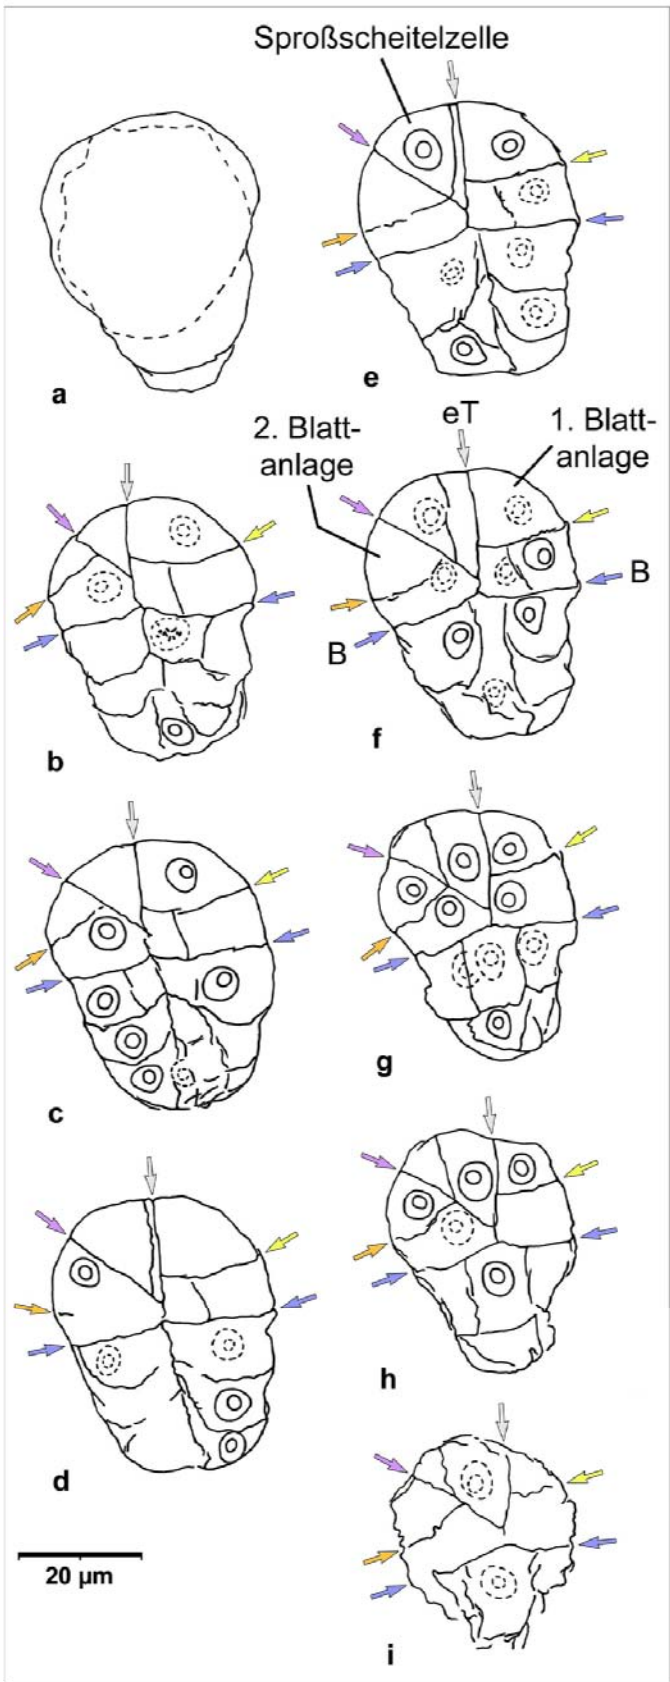 Sproßscheitelzelle
a
e
eT
1. Blatt-
anlage
2. Blatt-
anlage
B
B
b
f
c
g
d
h
20 µm
i